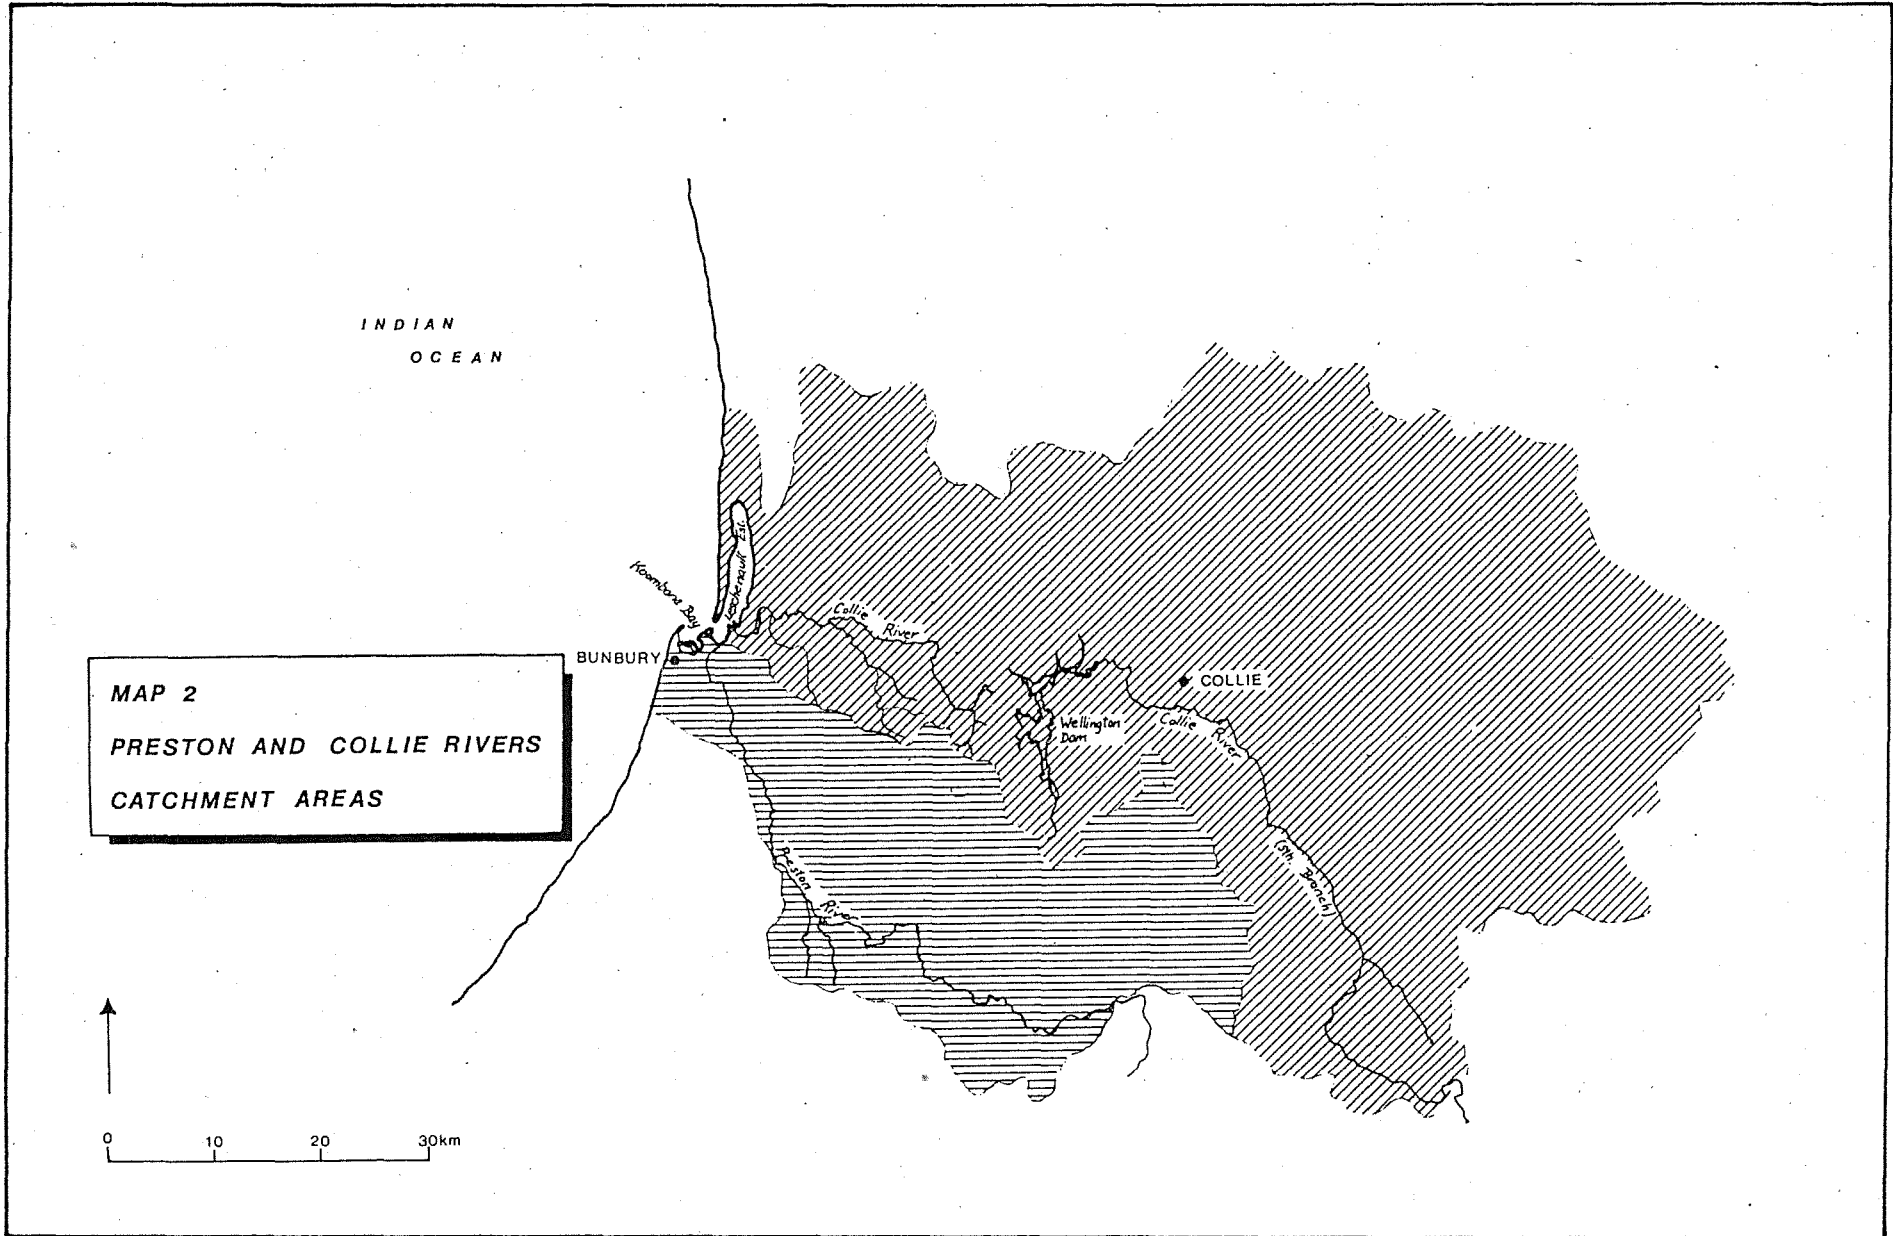 INDIAN
OCEAN
Koombana Bay
Leschenault Est.
Collie River
BUNBURY
COLLIE
MAP 2
PRESTON AND COLLIE RIVERS
CATCHMENT AREAS
Wellington
Dam
Collie River
(Sth. Branch)
Preston River
0 10 20 30km